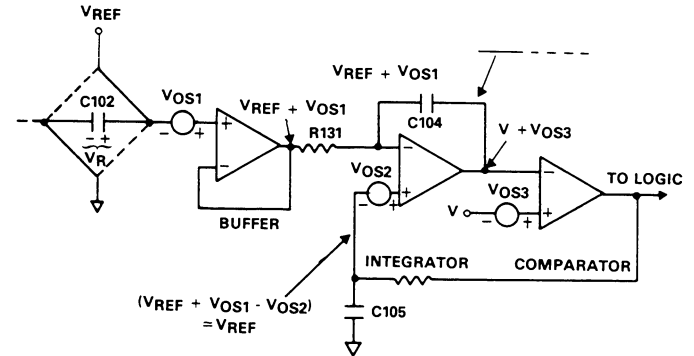 VREF
VREF + VOS1
C102
VOS1
VREF + VOS1
C104
- +
VR
+
- +
-
R131
-
V + VOS3
BUFFER
VOS2
- +
+
-
VOS3
V
- +
+
TO LOGIC
INTEGRATOR
COMPARATOR
(VREF + VOS1 - VOS2)
= VREF
C105